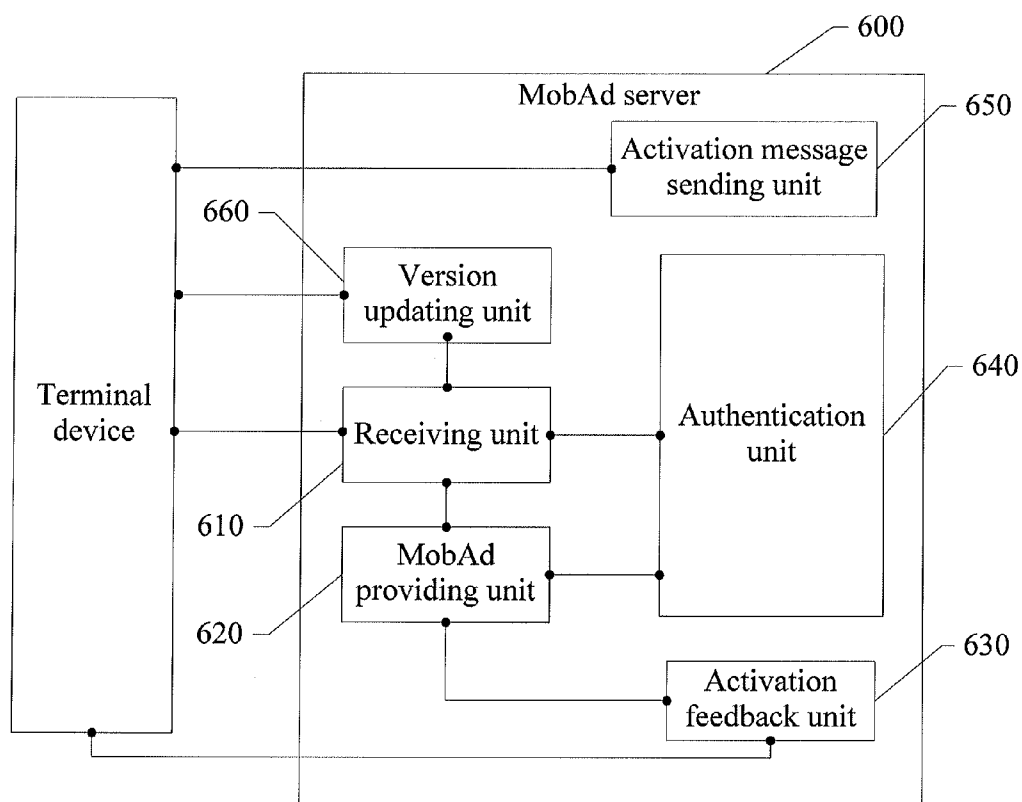 600
MobAd server
650
Activation message
sending unit
660
Version
updating unit
640
Terminal
device
Receiving unit
Authentication
unit
610
MobAd
providing unit
620
630
Activation
feedback unit